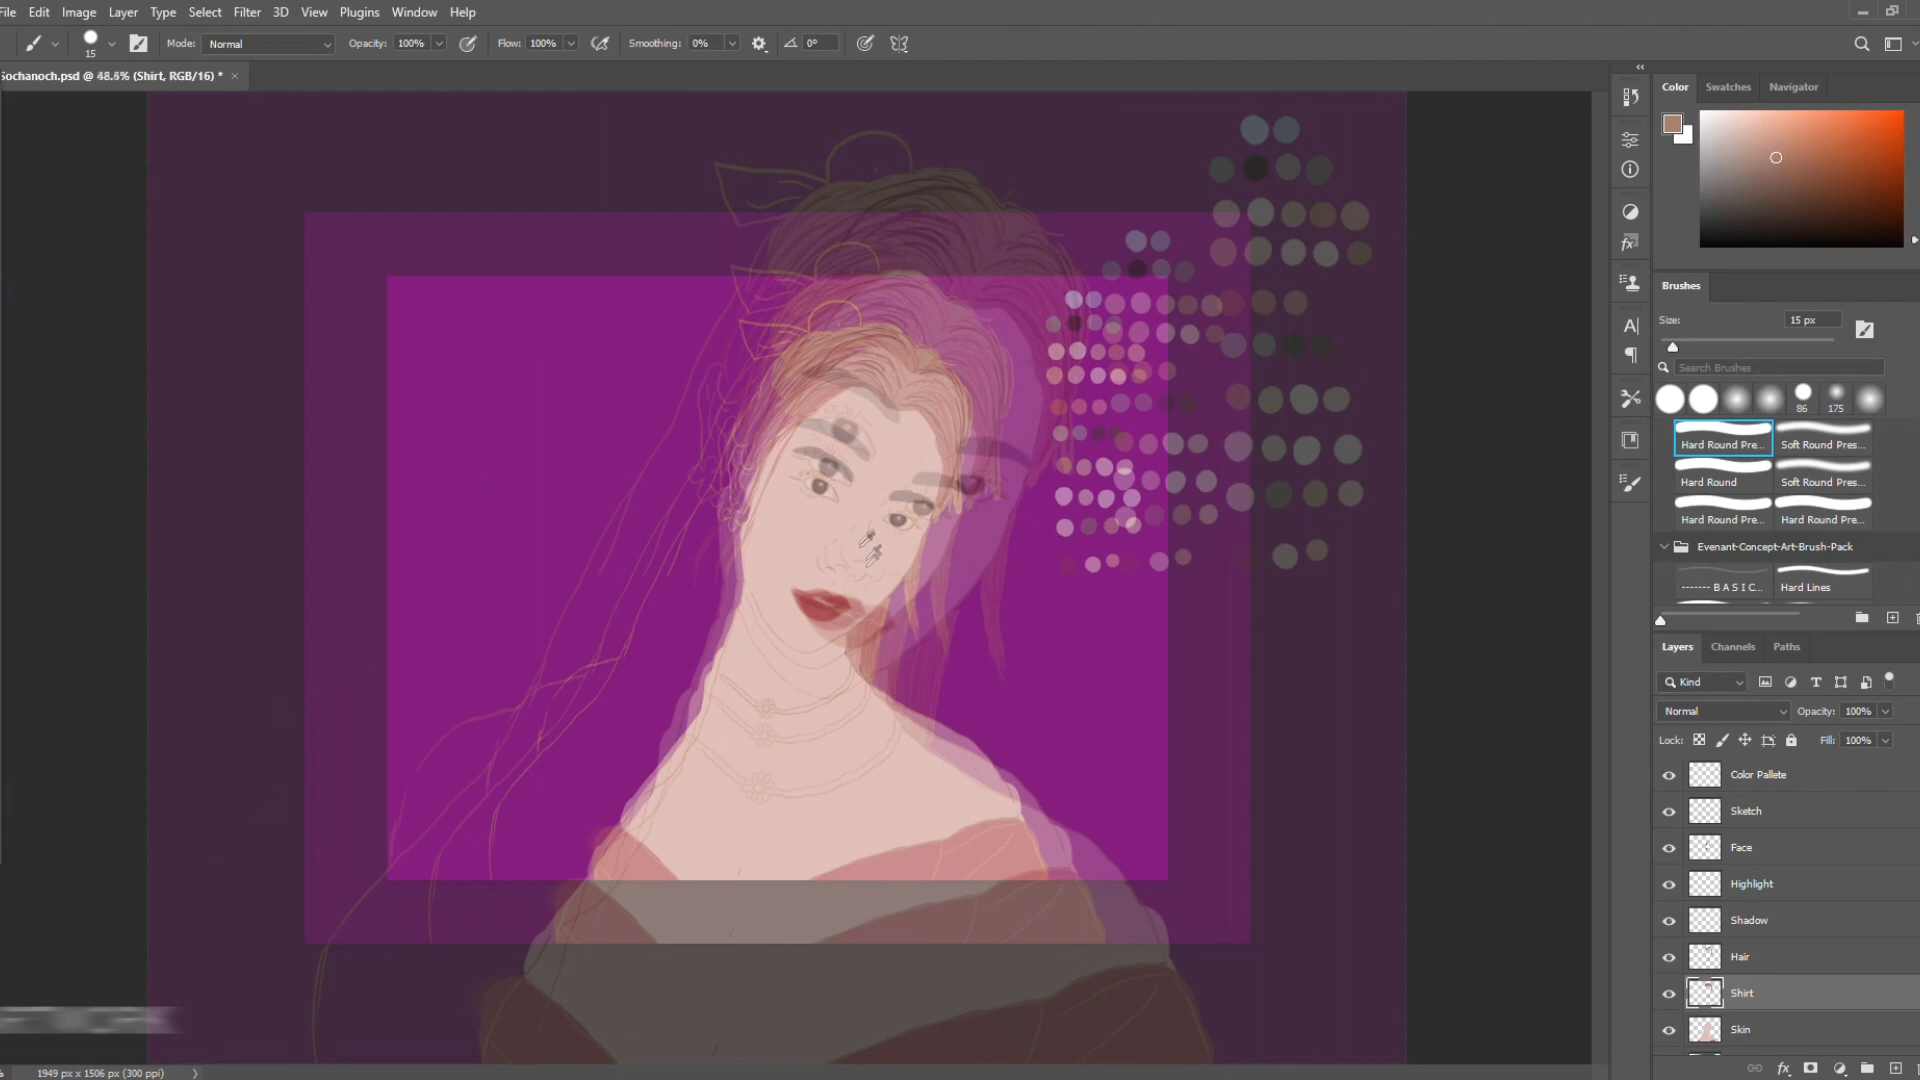 File Edit Image Layer Type Select Filter 3D View Plugins Window Help
15 Mode: Normal Opacity: 100% Flow: 100% Smoothing: 0% 0°
Sochanoch.psd @ 48.5% (Shirt, RGB/16) * ×
Color Swatches Navigator
Brushes
Size: 15 px
Search Brushes
86 175
Hard Round Pre... Soft Round Pres...
Hard Round Soft Round Pres...
Hard Round Pre... Hard Round Pre...
Evenant-Concept-Art-Brush-Pack
------- B A S I C... Hard Lines
Layers Channels Paths
Kind
Normal Opacity: 100%
Lock: Fill: 100%
Color Pallete
Sketch
Face
Highlight
Shadow
Hair
Shirt
Skin
% 1949 px x 1506 px (300 ppi)